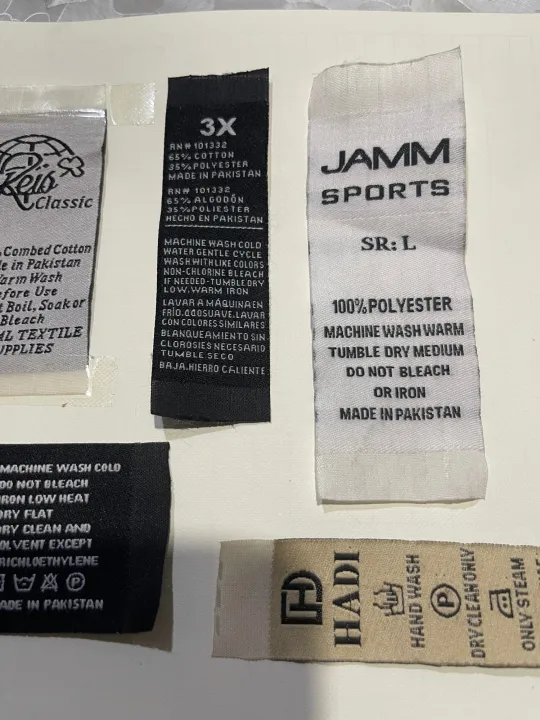 Reis
Classic
Combed Cotton
in Pakistan
Warm Wash
Before Use
Boil, Soak or
Bleach
TEXTILE
3X
RN# 101332
65% COTTON
35% POLYESTER
MADE IN PAKISTAN
RN# 101332
65% ALGODÓN
35% POLIESTER
HECHO EN PAKISTAN
MACHINE WASH COLD
WATER GENTLE CYCLE
WASH WITH LIKE COLORS
NON-CHLORINE BLEACH
IF NEEDED-TUMBLE DRY
LOW.WARM IRON
LAVAR A MÁQUINA EN
FRÍO.CGOSUAVE.LAVAR
CON COLORES SIMILARES
BLANQUEAMIENTO SIN
CLOROSIES NECESARIO
TUMBLE.SECO
BAJA.HIERRO CALIENTE
JAMM
SPORTS
SR: L
100% POLYESTER
MACHINE WASH WARM
TUMBLE DRY MEDIUM
DO NOT BLEACH
OR IRON
MADE IN PAKISTAN
MACHINE WASH COLD
DO NOT BLEACH
IRON LOW HEAT
DRY FLAT
DRY CLEAN AND
SOLVENT EXCEPT
TRICHLOETHYLENE
P
MADE IN PAKISTAN
HADI
HAND WASH
P
DRY CLEAN ONLY
ONLY STEAM